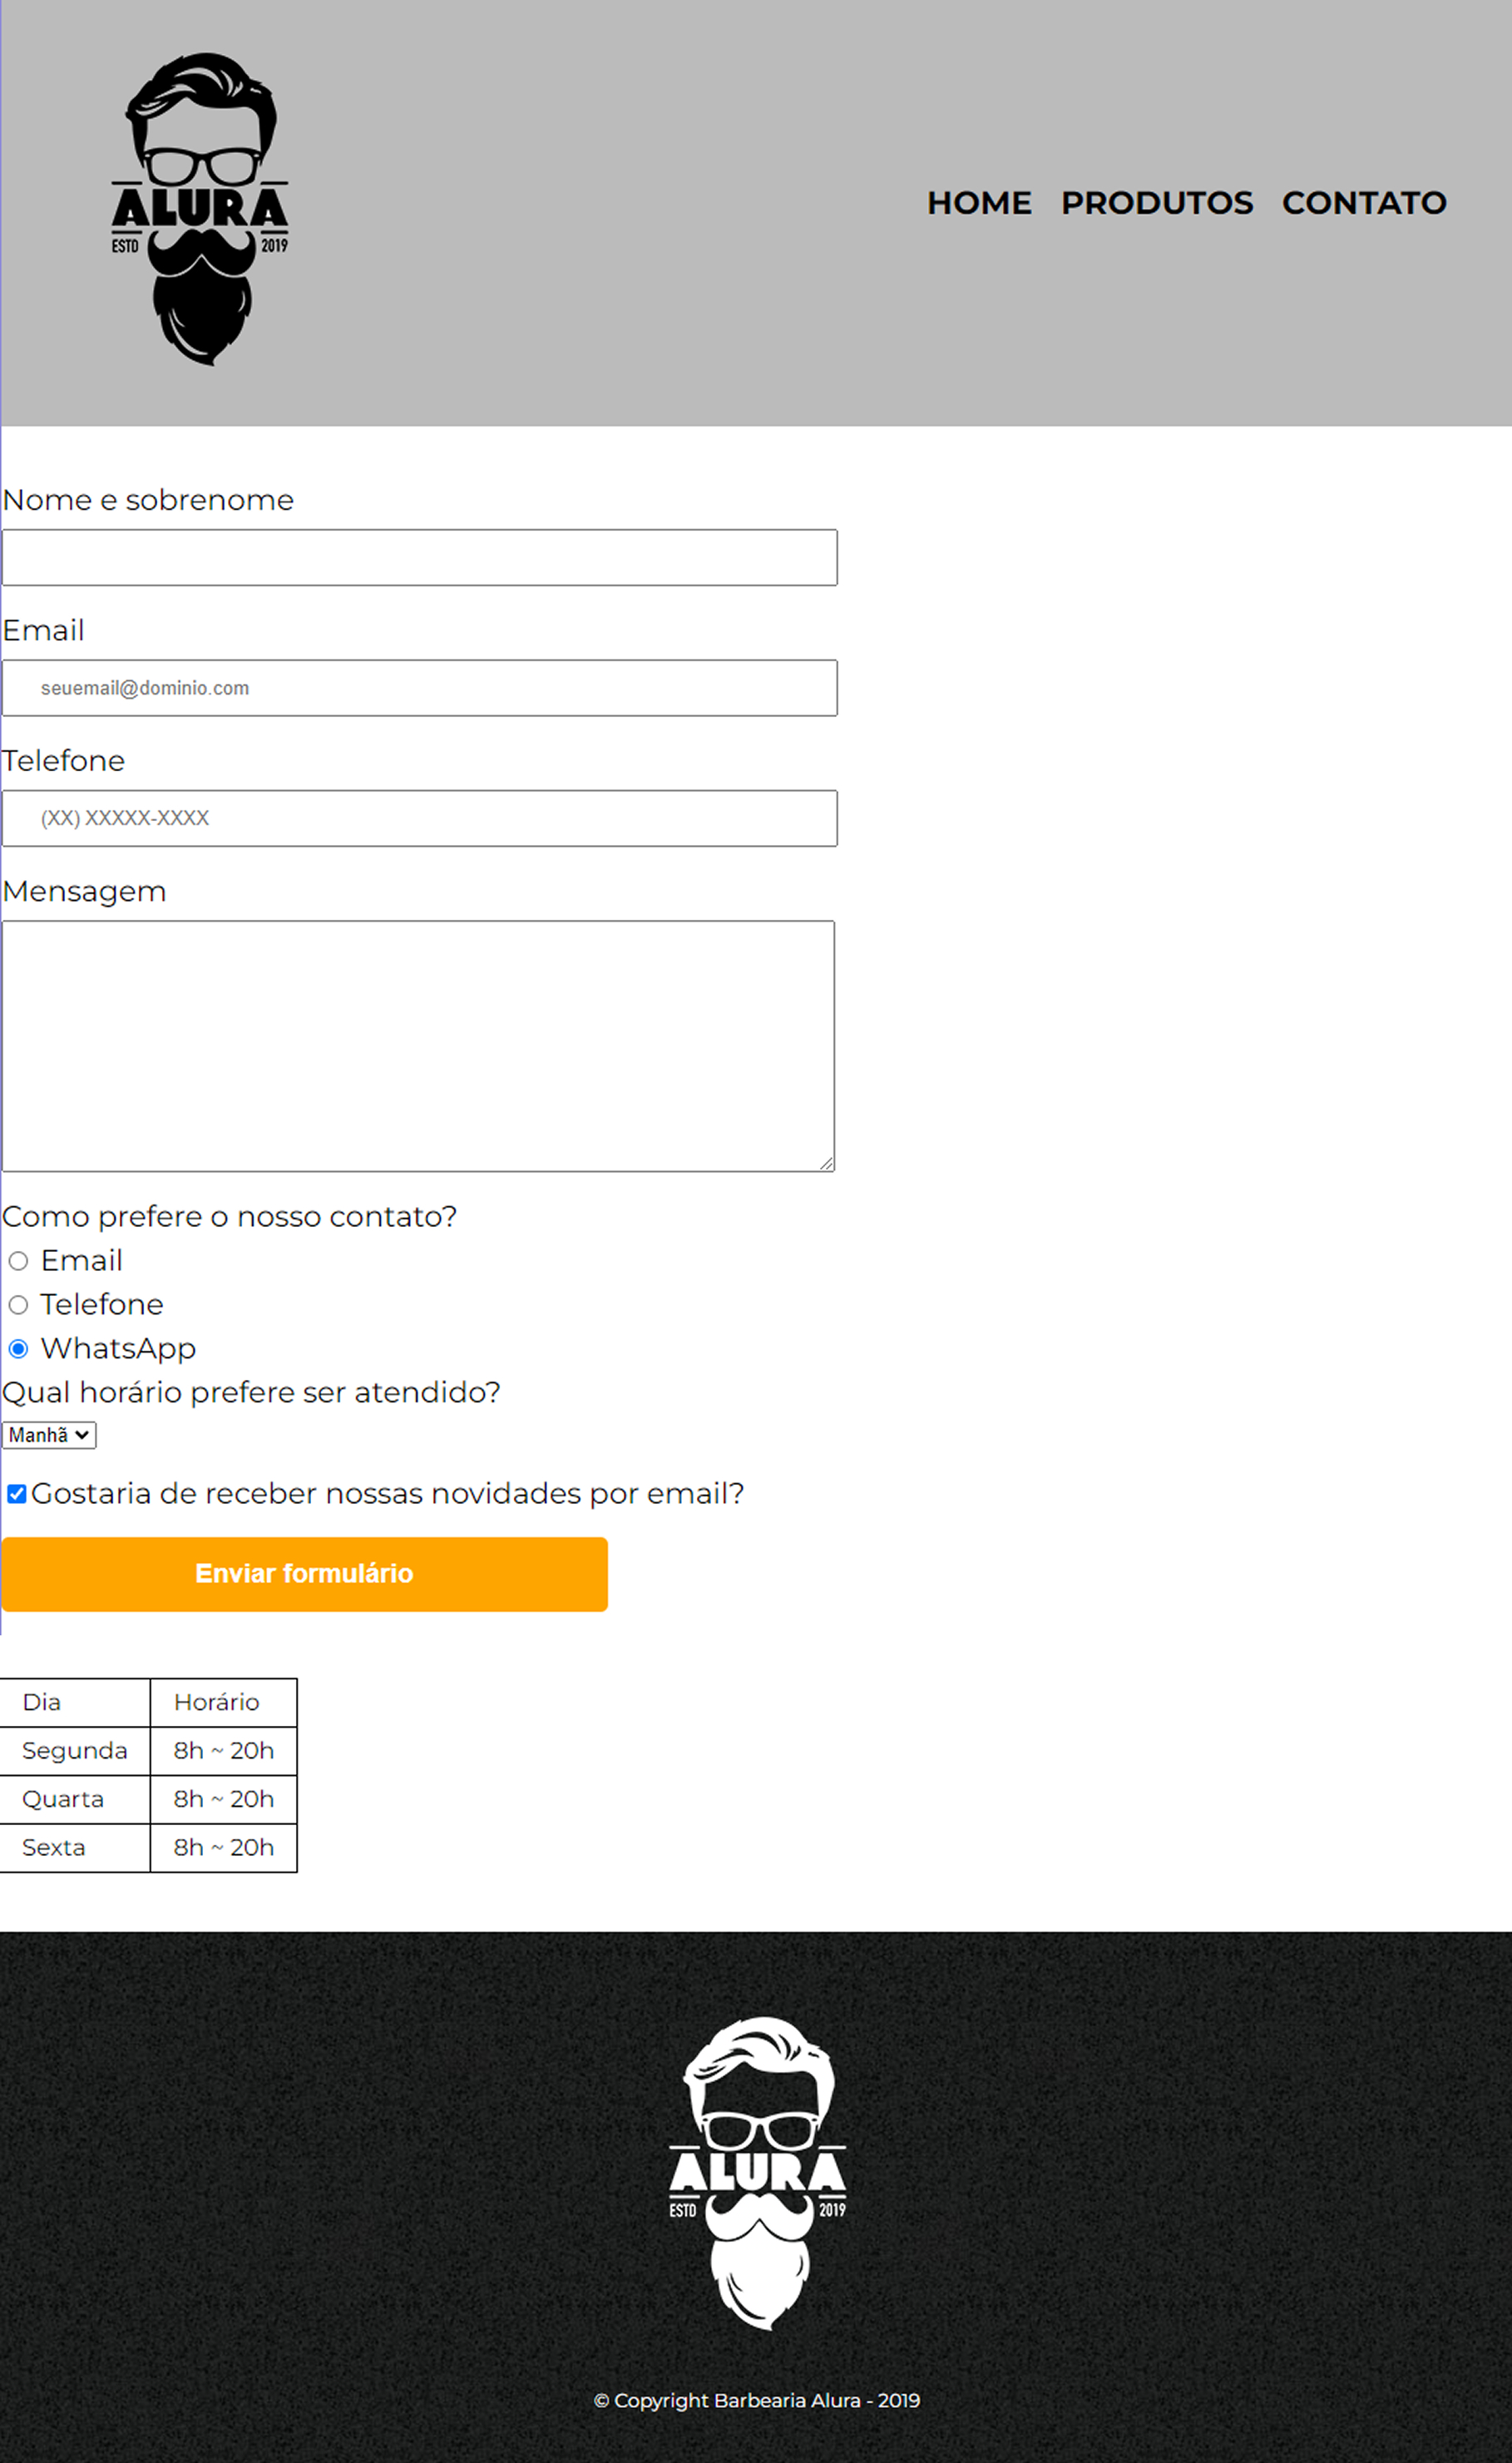 ALURA
ESTD 2019
HOME PRODUTOS CONTATO
Nome e sobrenome
Email
seuemail@dominio.com
Telefone
(XX) XXXXX-XXXX
Mensagem
Como prefere o nosso contato?
Email
Telefone
WhatsApp
Qual horário prefere ser atendido?
Manhã
Gostaria de receber nossas novidades por email?
Enviar formulário
Dia Horário
Segunda 8h ~ 20h
Quarta 8h ~ 20h
Sexta 8h ~ 20h
ALURA
ESTD 2019
© Copyright Barbearia Alura - 2019